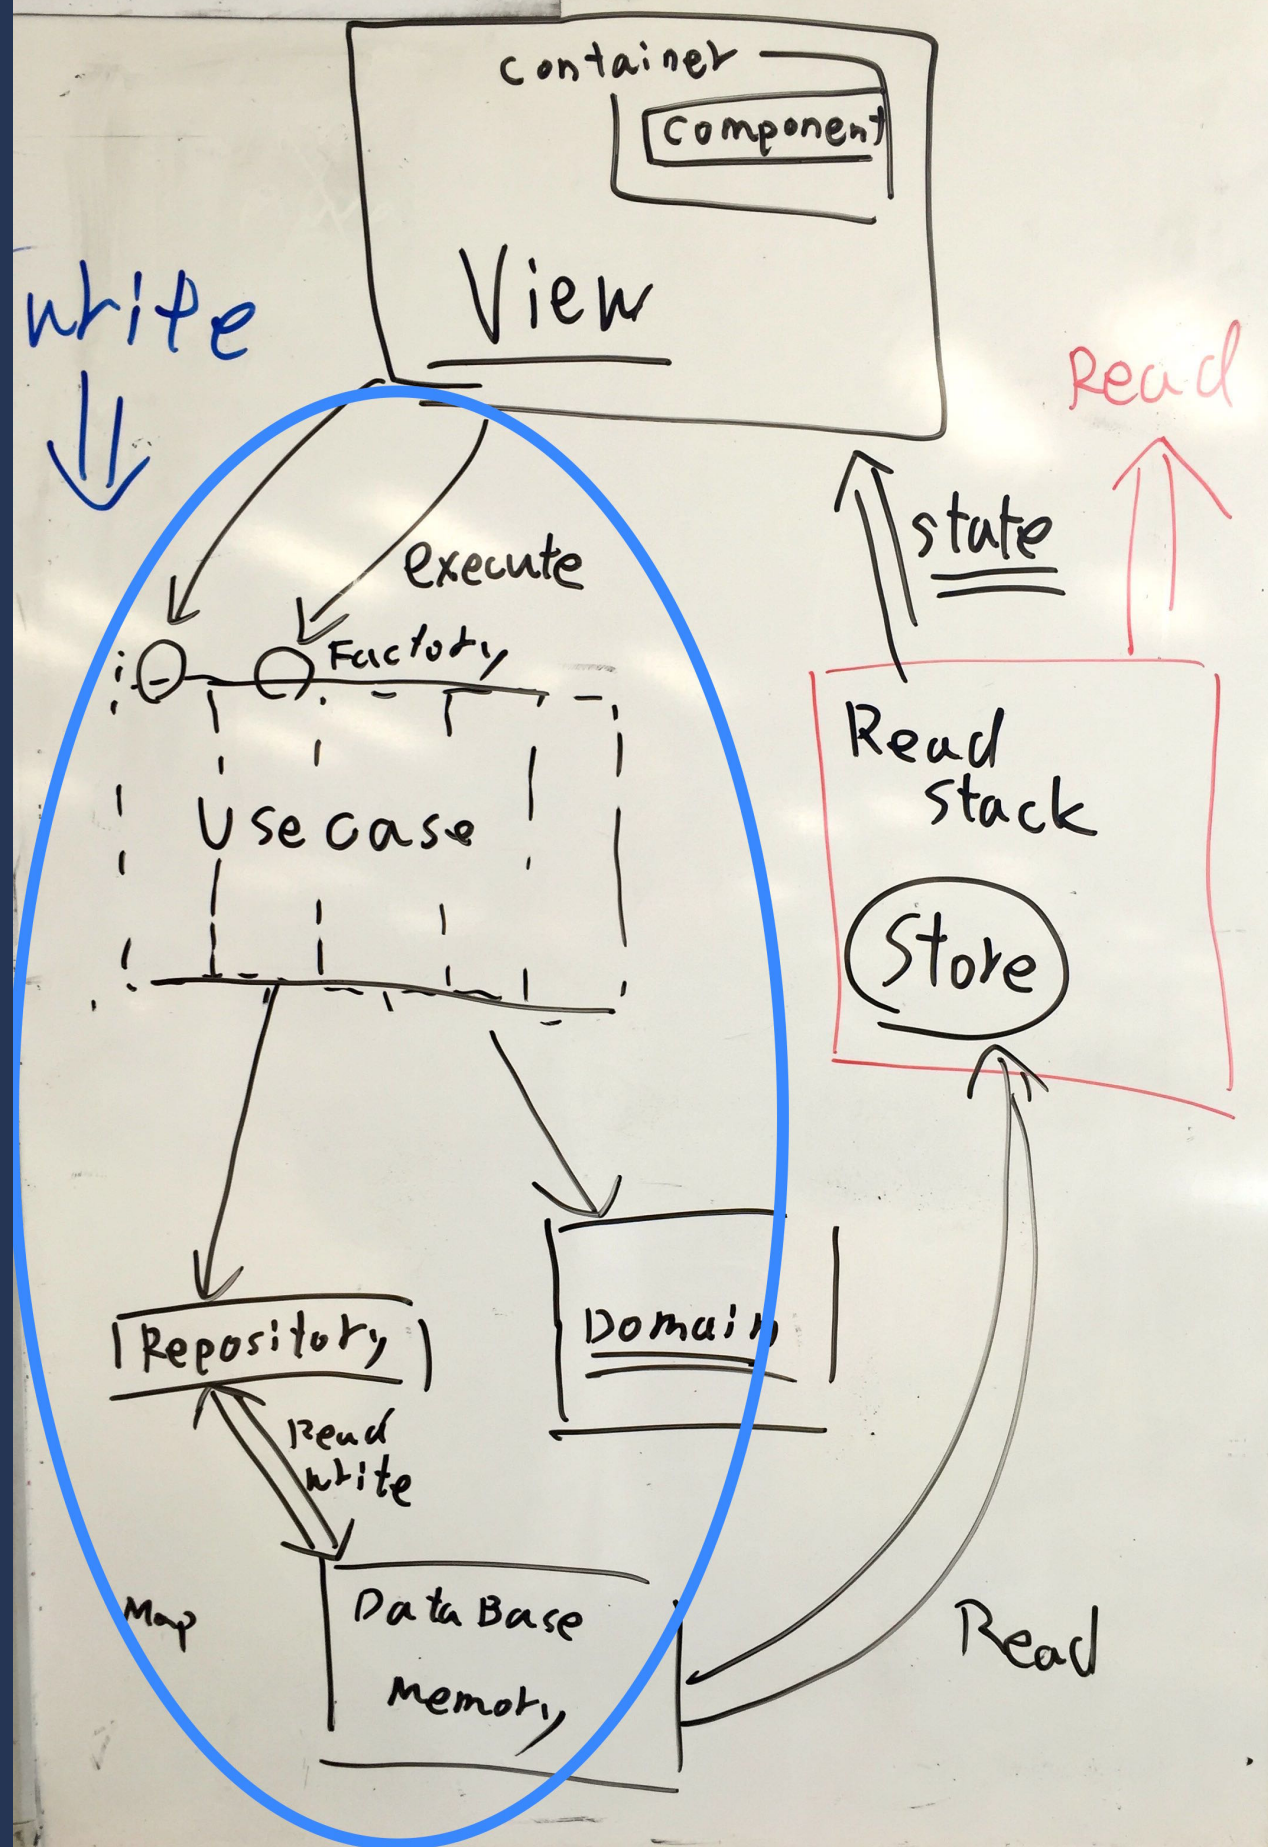 container
component
View
write
Read
state
execute
Factory
Usecase
Read
stack
Store
Repository
Domain
Read
write
Map
DataBase
Memory
Read